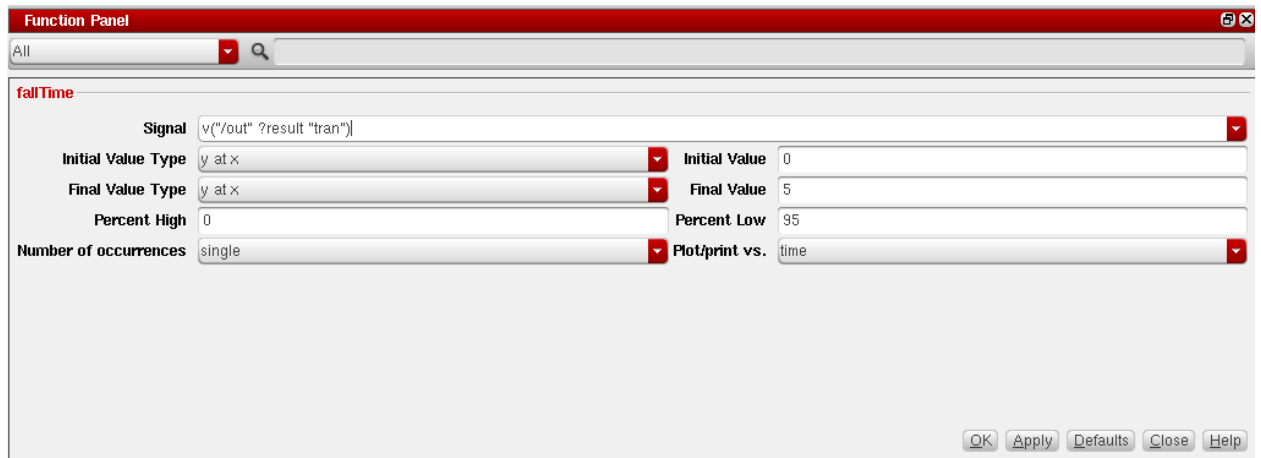 Function Panel
All
fallTime
Signal v("/out" ?result "tran")
Initial Value Type y at x Initial Value 0
Final Value Type y at x Final Value 5
Percent High 0 Percent Low 95
Number of occurrences single Plot/print vs. time
OK Apply Defaults Close Help